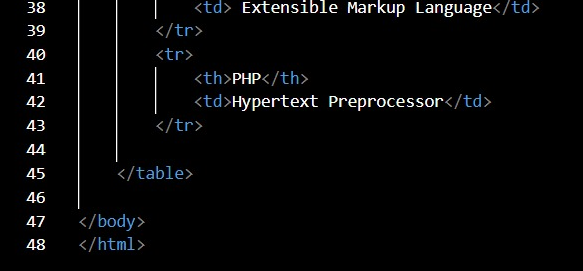 38 <td> Extensible Markup Language</td>
39 </tr>
40 <tr>
41 <th>PHP</th>
42 <td>Hypertext Preprocessor</td>
43 </tr>
44
45 </table>
46
47 </body>
48 </html>